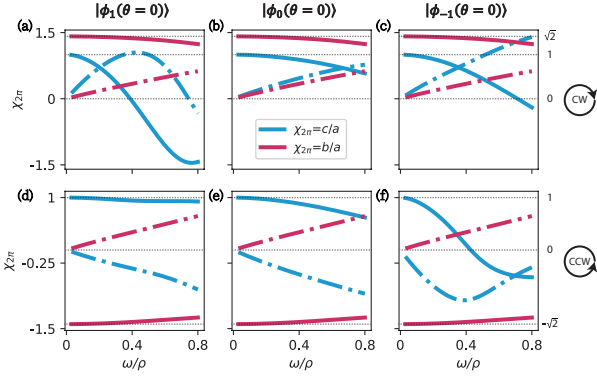 |ϕ₁(θ = 0)⟩ |ϕ₀(θ = 0)⟩ |ϕ₋₁(θ = 0)⟩
(a) (b) (c)
1.5 √2
1
χ₂π 0 0
CW
χ₂π=c/a
χ₂π=b/a
-1.5
(d) (e) (f)
1 1
0
χ₂π -0.25
CCW
-1.5 -√2
0 0.4 0.8 0 0.4 0.8 0 0.4 0.8
ω/ρ ω/ρ ω/ρ